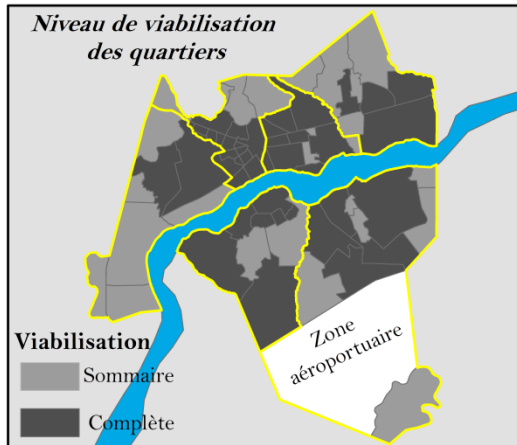 Niveau de viabilisation
des quartiers
Zone
aéroportuaire
Viabilisation
Sommaire
Complète